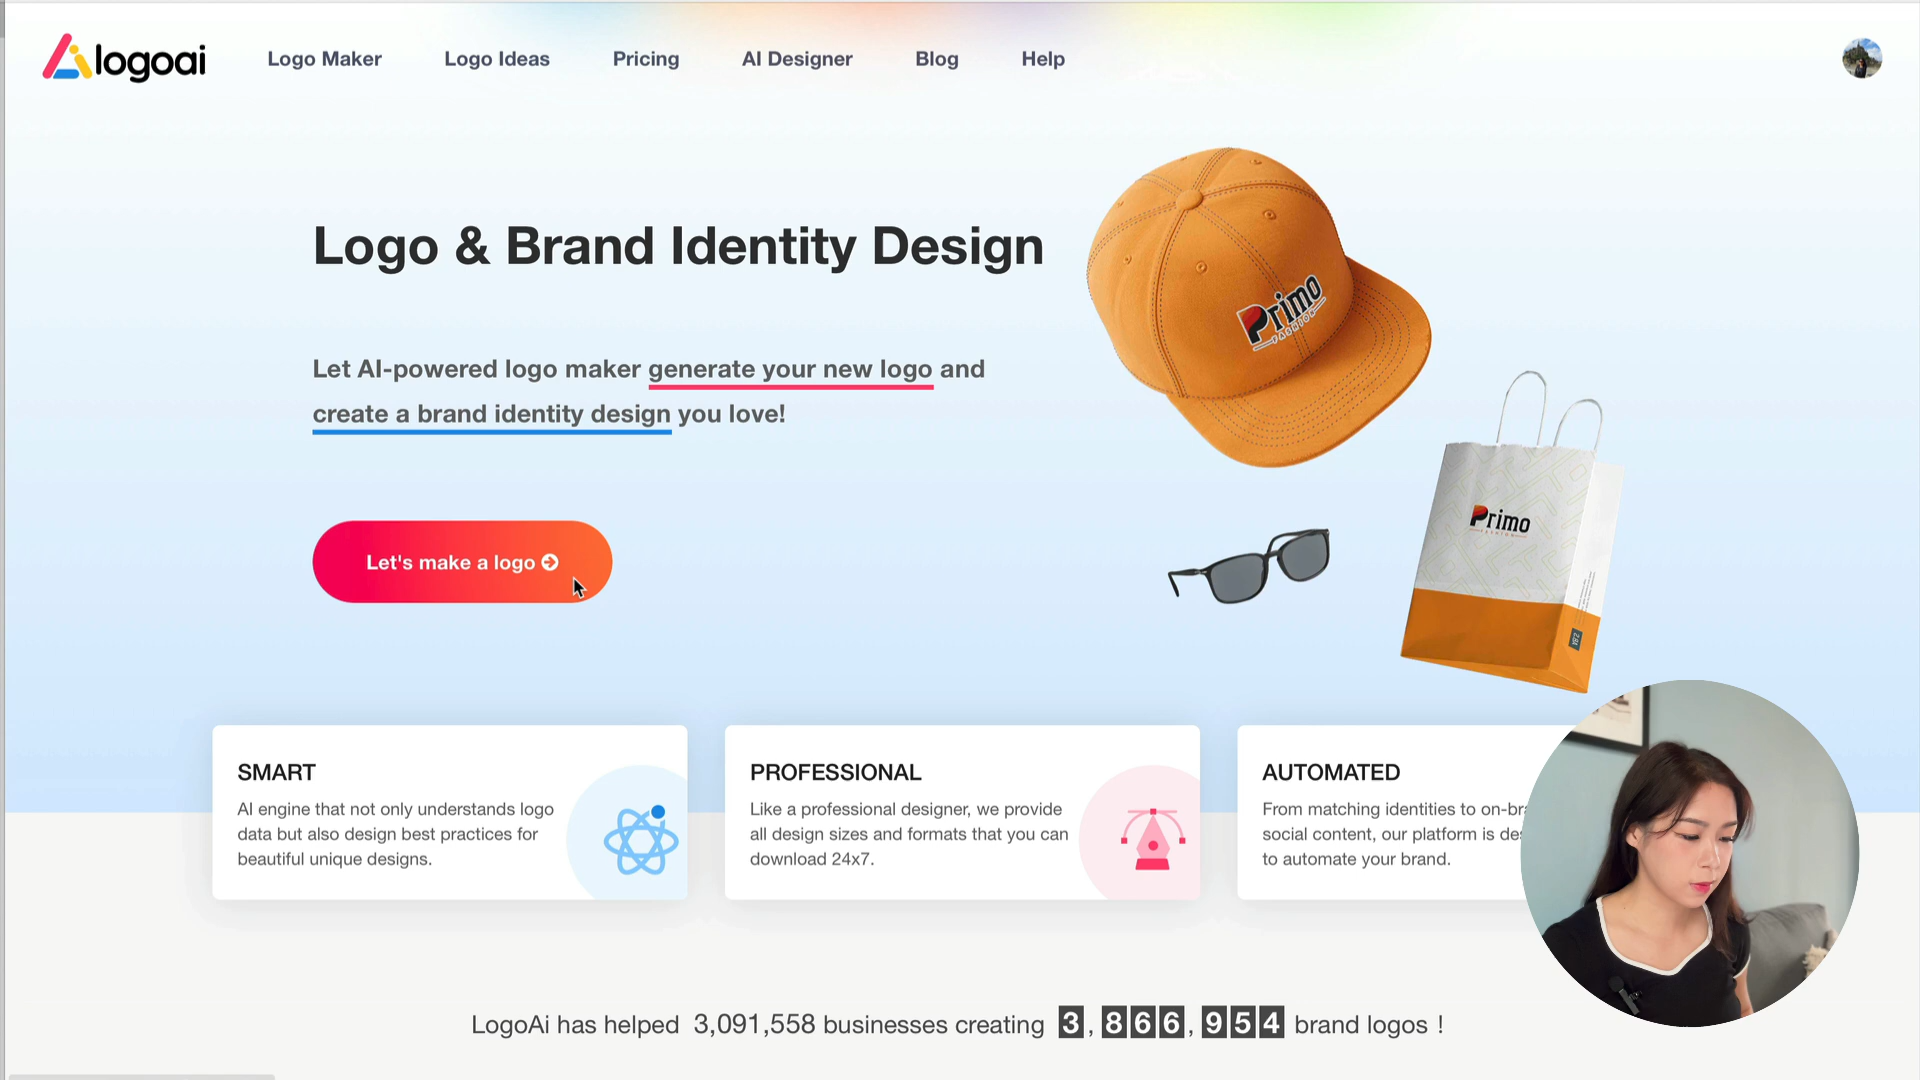 logoai
Logo Maker
Logo Ideas
Pricing
AI Designer
Blog
Help
Logo & Brand Identity Design
Let AI-powered logo maker generate your new logo and
create a brand identity design you love!
Let's make a logo
Primo
FASHION
Primo
FASHION
SMART
AI engine that not only understands logo
data but also design best practices for
beautiful unique designs.
PROFESSIONAL
Like a professional designer, we provide
all design sizes and formats that you can
download 24x7.
AUTOMATED
From matching identities to on-bra
social content, our platform is des
to automate your brand.
LogoAi has helped 3,091,558 businesses creating 3,866,954 brand logos !